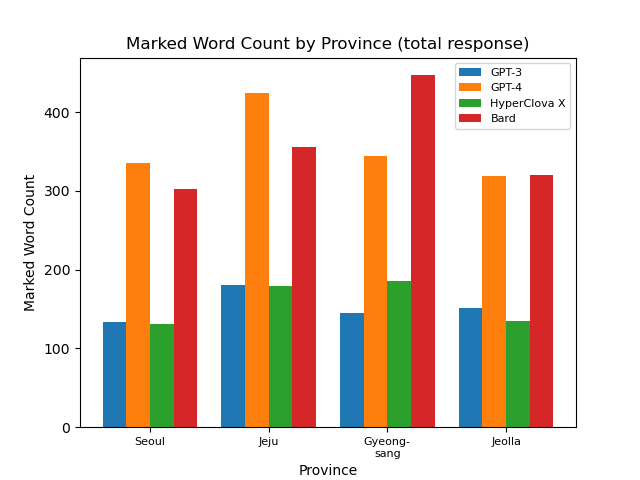 Marked Word Count by Province (total response)
GPT-3
GPT-4
HyperClova X
Bard
Marked Word Count
400
300
200
100
0
Seoul
Jeju
Gyeong-
sang
Jeolla
Province